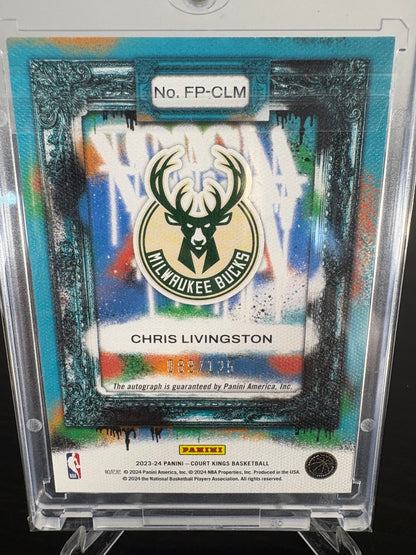 No. FP-CLM
MILWAUKEE BUCKS
CHRIS LIVINGSTON
The autograph is guaranteed by Panini America, Inc.
PANINI
2023-24 PANINI – COURT KINGS BASKETBALL
© 2024 Panini America, Inc. © 2024 NBA Properties, Inc. Produced in the USA.
© 2024 the National Basketball Players Association. All rights reserved.
NBA